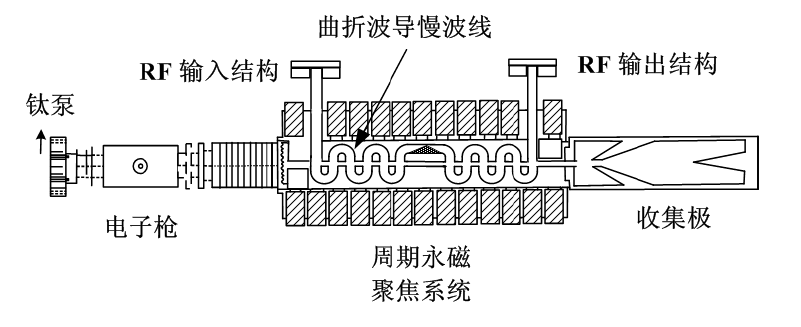 曲折波导慢波线
RF 输入结构
RF 输出结构
钛泵
电子枪
收集极
周期永磁
聚焦系统